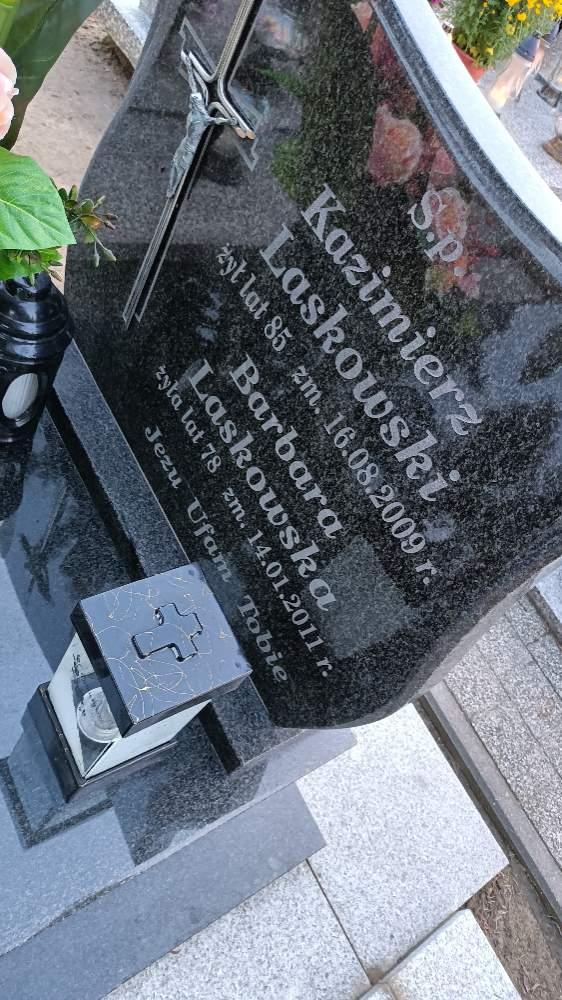 Ś.p.
Kazimierz
Laskowski
żył lat 85 zm. 16.08.2009 r.
Barbara
Laskowska
żyła lat 78 zm. 14.01.2011 r.
Jezu Ufam Tobie